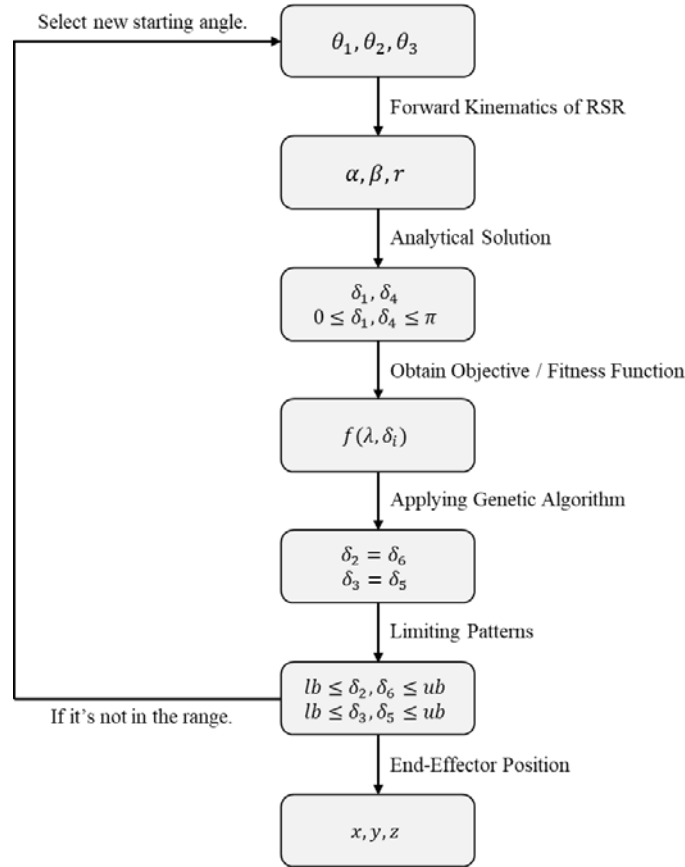 Select new starting angle.
θ₁, θ₂, θ₃
Forward Kinematics of RSR
α, β, r
Analytical Solution
δ₁, δ₄
0 ≤ δ₁, δ₄ ≤ π
Obtain Objective / Fitness Function
f(λ, δᵢ)
Applying Genetic Algorithm
δ₂ = δ₆
δ₃ = δ₅
Limiting Patterns
lb ≤ δ₂, δ₆ ≤ ub
lb ≤ δ₃, δ₅ ≤ ub
If it’s not in the range.
End-Effector Position
x, y, z